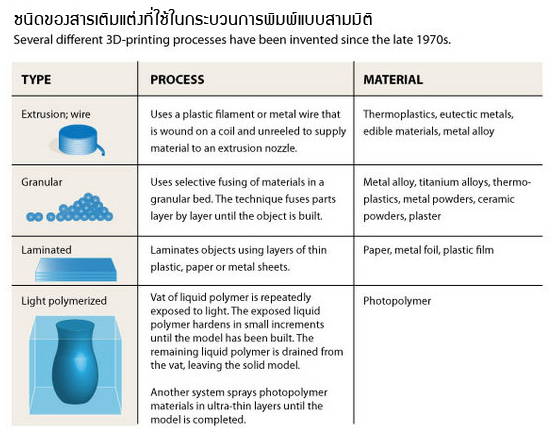 ชนิดของสารเติมแต่งที่ใช้ในกระบวนการพิมพ์แบบสามมิติ
Several different 3D-printing processes have been invented since the late 1970s.
TYPE
PROCESS
MATERIAL
Extrusion; wire
Uses a plastic filament or metal wire that
is wound on a coil and unreeled to supply
material to an extrusion nozzle.
Thermoplastics, eutectic metals,
edible materials, metal alloy
Granular
Uses selective fusing of materials in a
granular bed. The technique fuses parts
layer by layer until the object is built.
Metal alloy, titanium alloys, thermo-
plastics, metal powders, ceramic
powders, plaster
Laminated
Laminates objects using layers of thin
plastic, paper or metal sheets.
Paper, metal foil, plastic film
Light polymerized
Vat of liquid polymer is repeatedly
exposed to light. The exposed liquid
polymer hardens in small increments
until the model has been built. The
remaining liquid polymer is drained from
the vat, leaving the solid model.
Another system sprays photopolymer
materials in ultra-thin layers until the
model is completed.
Photopolymer